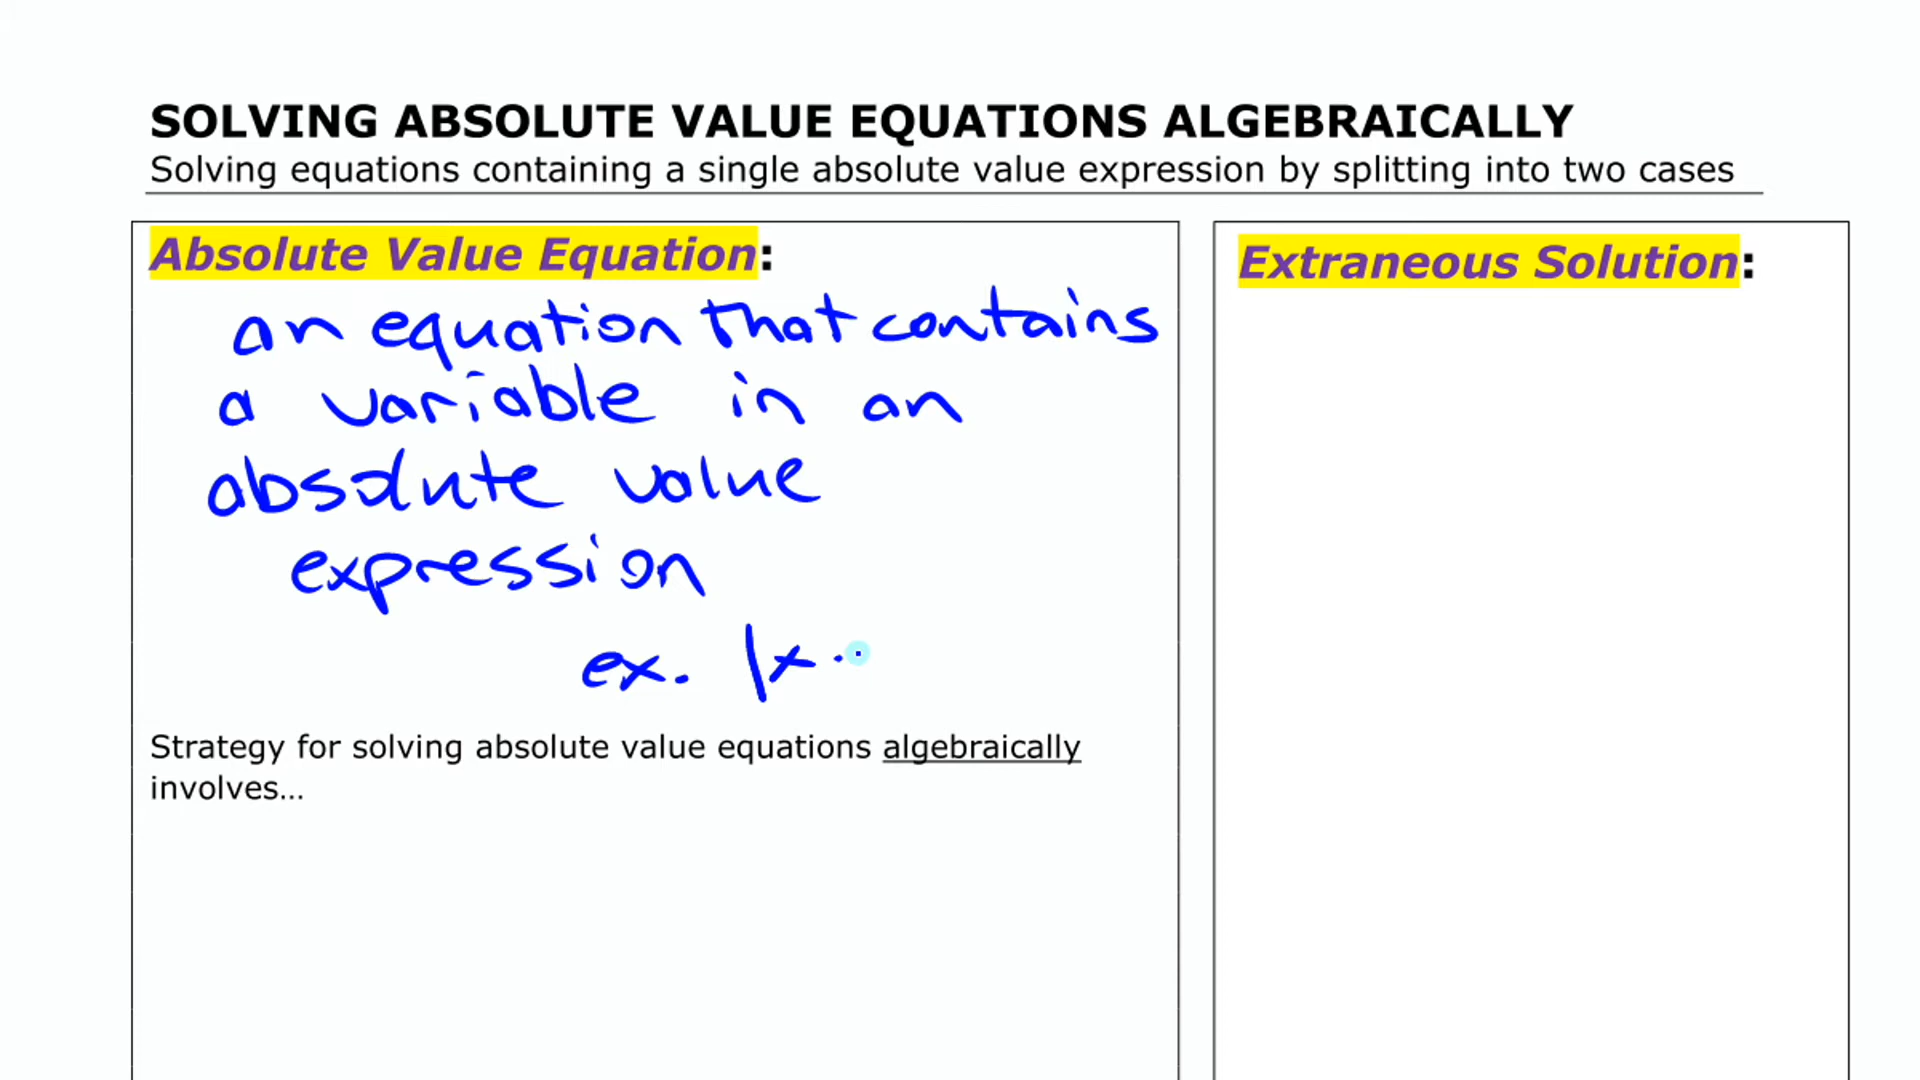 SOLVING ABSOLUTE VALUE EQUATIONS ALGEBRAICALLY
Solving equations containing a single absolute value expression by splitting into two cases
Absolute Value Equation:
an equation that contains
a variable in an
absolute value
expression
ex. |x -
Strategy for solving absolute value equations algebraically
involves...
Extraneous Solution: